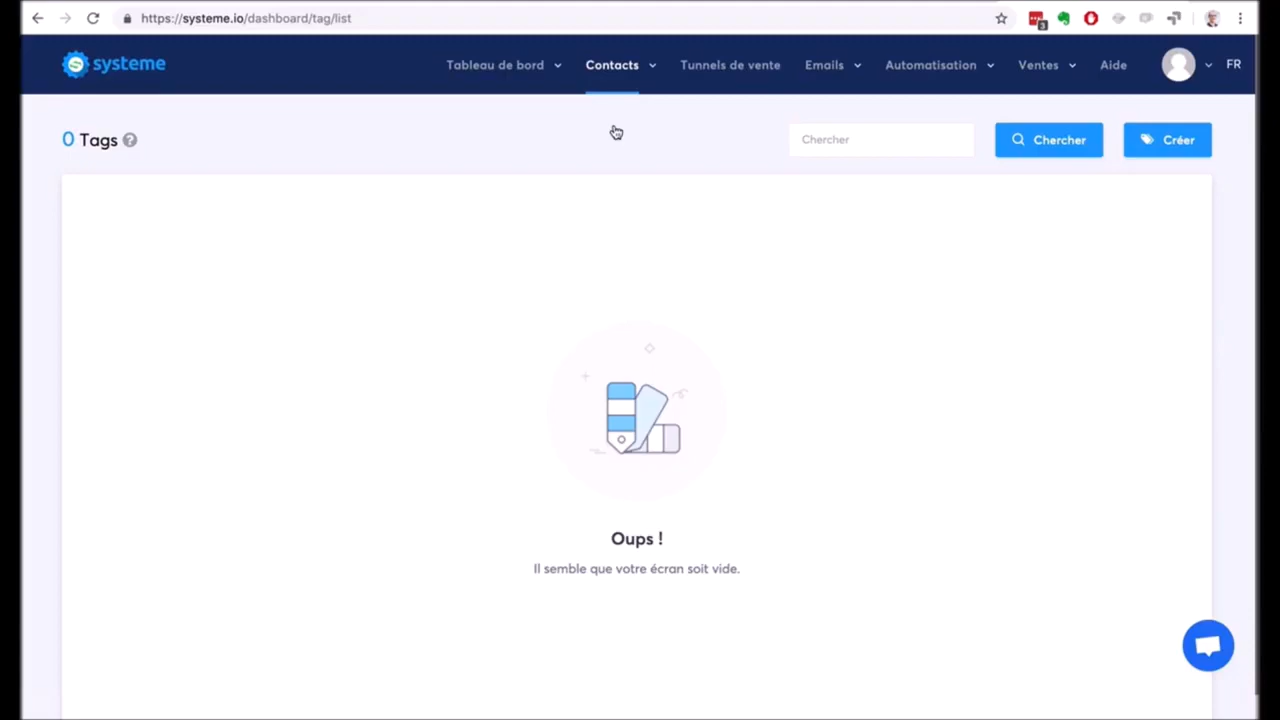 https://systeme.io/dashboard/tag/list
3
systeme
Tableau de bord
Contacts
Tunnels de vente
Emails
Automatisation
Ventes
Aide
FR
0 Tags ?
Chercher
Chercher
Créer
Oups !
Il semble que votre écran soit vide.